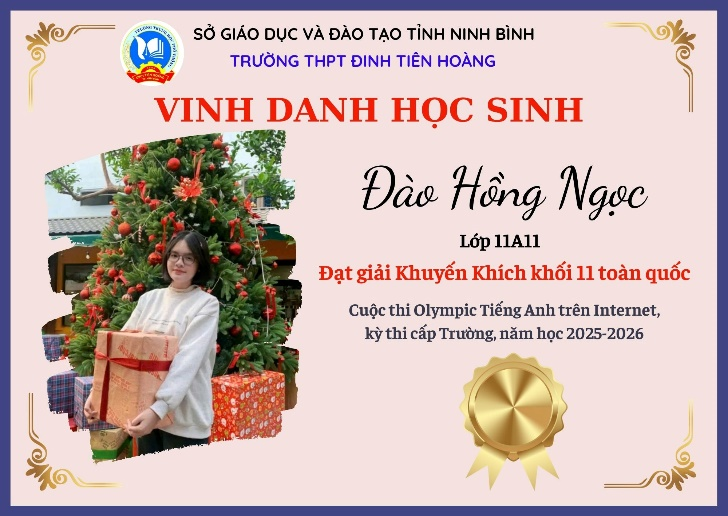 SỞ GIÁO DỤC VÀ ĐÀO TẠO TỈNH NINH BÌNH
TRƯỜNG THPT ĐINH TIÊN HOÀNG
VINH DANH HỌC SINH
Đào Hồng Ngọc
Lớp 11A11
Đạt giải Khuyến Khích khối 11 toàn quốc
Cuộc thi Olympic Tiếng Anh trên Internet,
kỳ thi cấp Trường, năm học 2025-2026